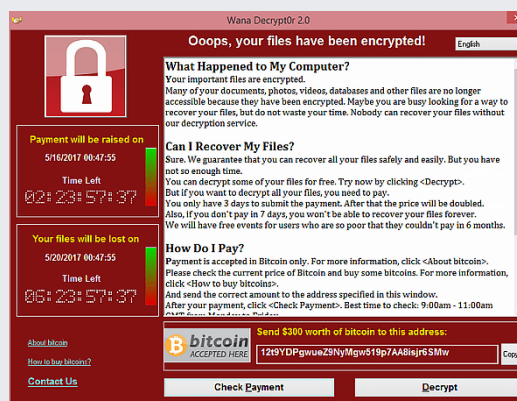 Wana Decrypt0r 2.0
Ooops, your files have been encrypted!
English
What Happened to My Computer?
Your important files are encrypted.
Many of your documents, photos, videos, databases and other files are no longer
accessible because they have been encrypted. Maybe you are busy looking for a way to
recover your files, but do not waste your time. Nobody can recover your files without
our decryption service.
Can I Recover My Files?
Sure. We guarantee that you can recover all your files safely and easily. But you have
not so enough time.
You can decrypt some of your files for free. Try now by clicking <Decrypt>.
But if you want to decrypt all your files, you need to pay.
You only have 3 days to submit the payment. After that the price will be doubled.
Also, if you don't pay in 7 days, you won't be able to recover your files forever.
We will have free events for users who are so poor that they couldn't pay in 6 months.
How Do I Pay?
Payment is accepted in Bitcoin only. For more information, click <About bitcoin>.
Please check the current price of Bitcoin and buy some bitcoins. For more information,
click <How to buy bitcoins>.
And send the correct amount to the address specified in this window.
After your payment, click <Check Payment>. Best time to check: 9:00am - 11:00am
GMT from Monday to Friday.
Payment will be raised on
5/16/2017 00:47:55
Time Left
02:23:57:37
Your files will be lost on
5/20/2017 00:47:55
Time Left
06:23:57:37
About bitcoin
How to buy bitcoins?
Contact Us
bitcoin
ACCEPTED HERE
Send $300 worth of bitcoin to this address:
12t9YDPgwueZ9NyMgw519p7AA8isjr6SMw
Copy
Check Payment
Decrypt